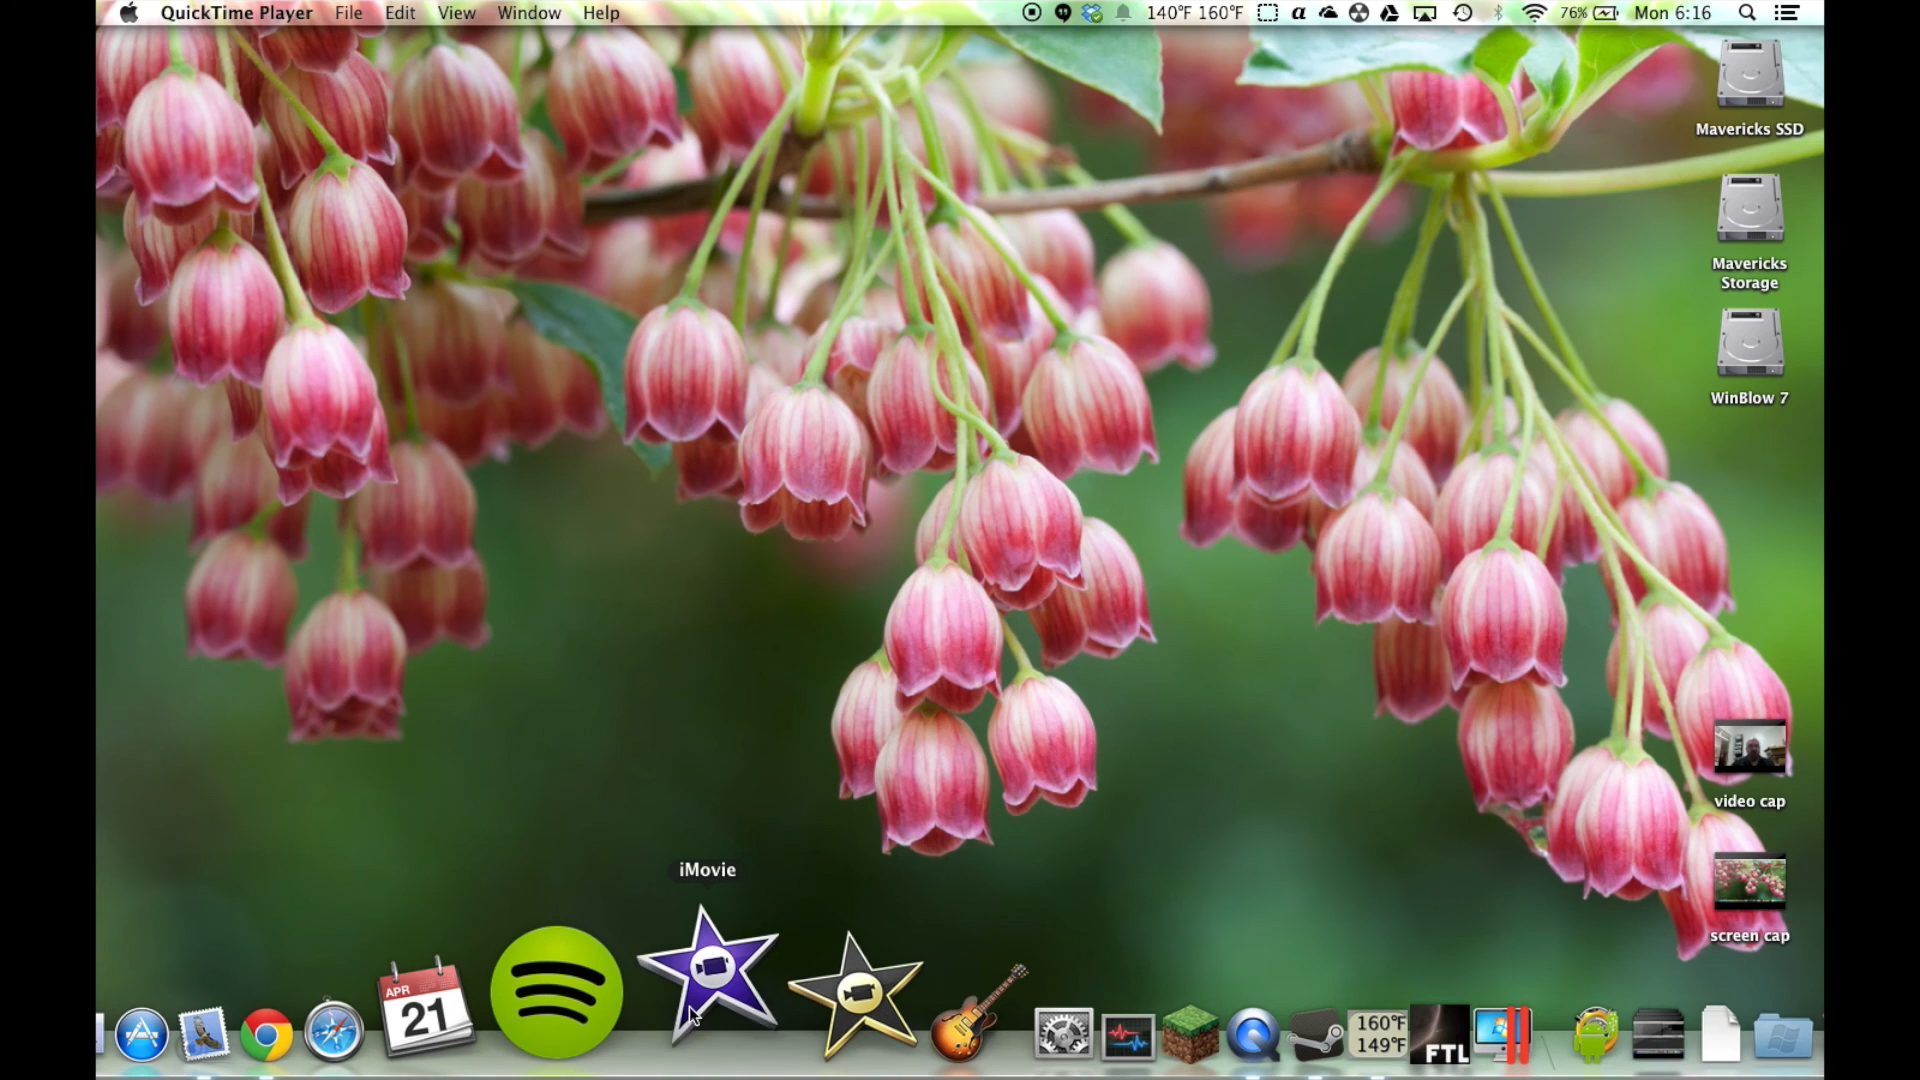 QuickTime Player File Edit View Window Help 140°F 160°F 76% Mon 6:16
Mavericks SSD
Mavericks
Storage
WinBlow 7
video cap
screen cap
iMovie
APR
21
160°F
149°F
FTL